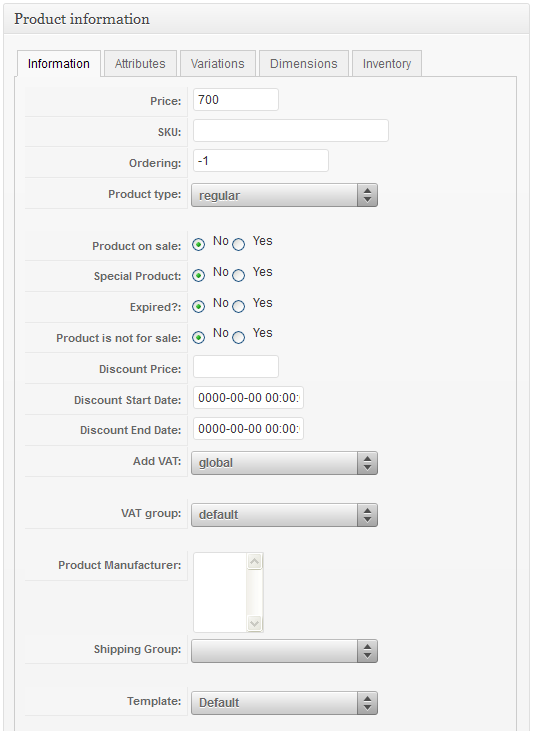 Product information
Information Attributes Variations Dimensions Inventory
Price: 700
SKU:
Ordering: -1
Product type: regular
Product on sale: No Yes
Special Product: No Yes
Expired?: No Yes
Product is not for sale: No Yes
Discount Price:
Discount Start Date: 0000-00-00 00:00:
Discount End Date: 0000-00-00 00:00:
Add VAT: global
VAT group: default
Product Manufacturer:
Shipping Group:
Template: Default